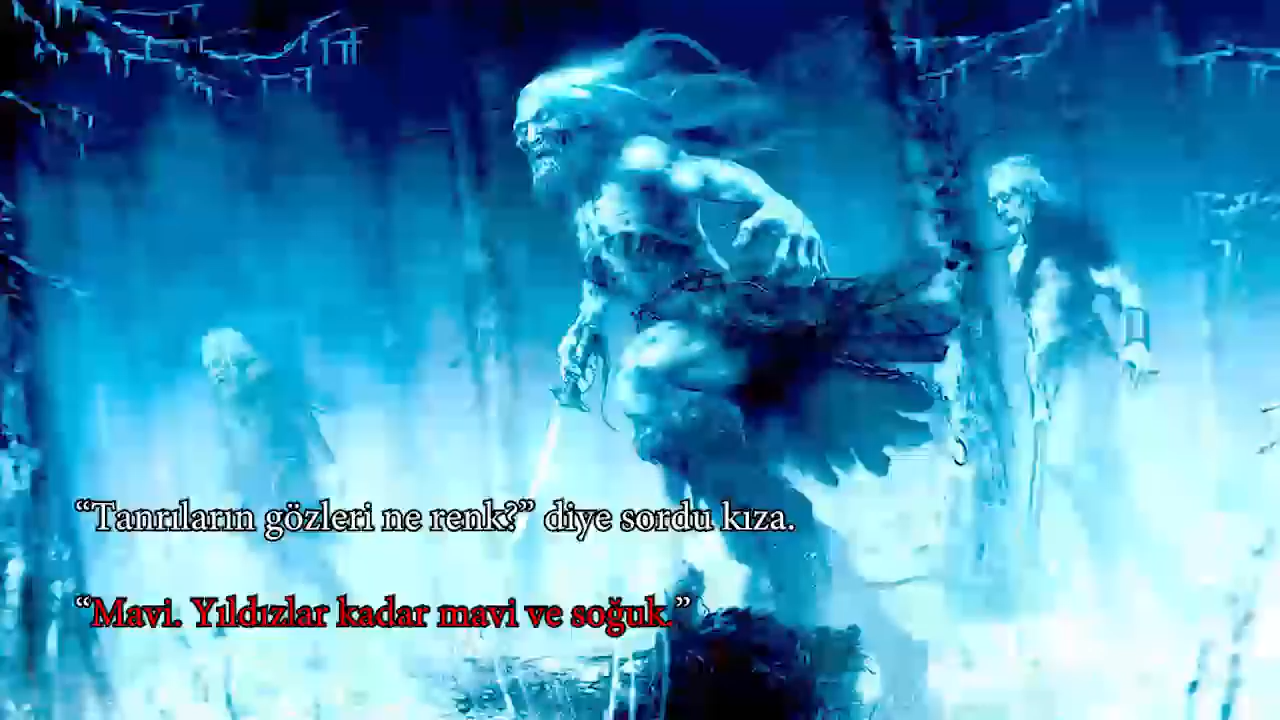 “Tanrıların gözleri ne renk?” diye sordu kıza.
“Mavi. Yıldızlar kadar mavi ve soğuk.”